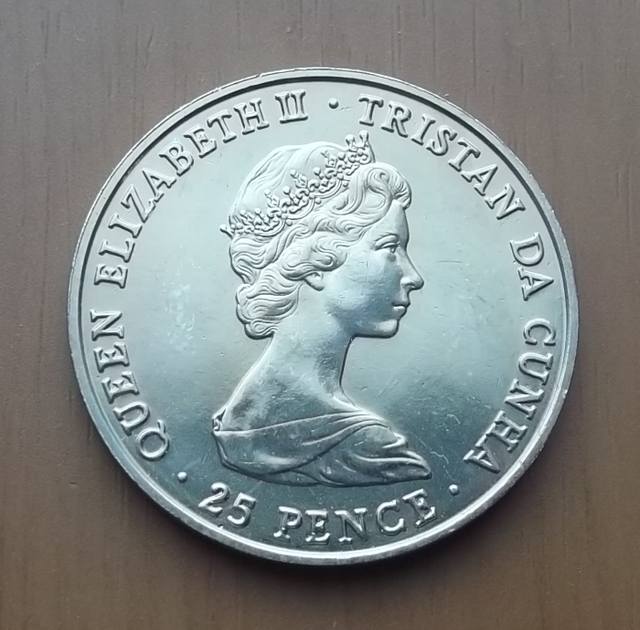 QUEEN ELIZABETH II · TRISTAN DA CUNHA
· 25 PENCE ·